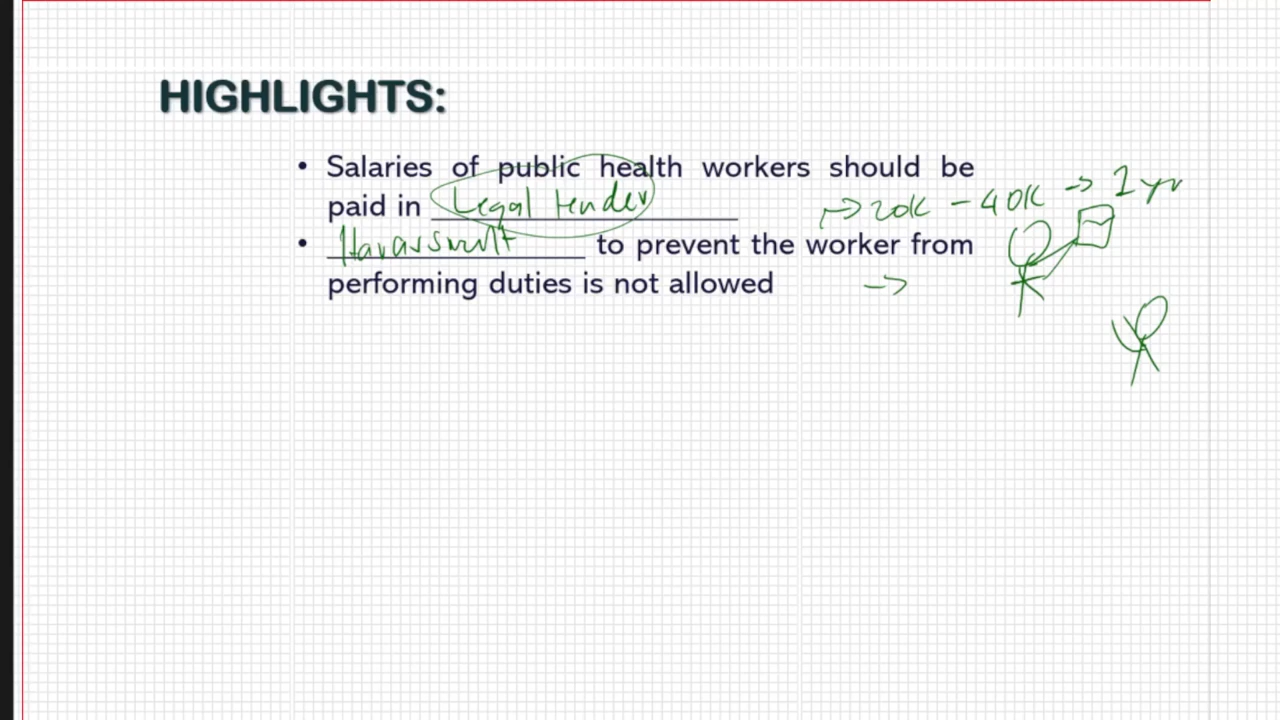 HIGHLIGHTS:
• Salaries of public health workers should be
paid in Legal tender
→ 20K - 40K → 1 yr
• Harassmnt to prevent the worker from
performing duties is not allowed →